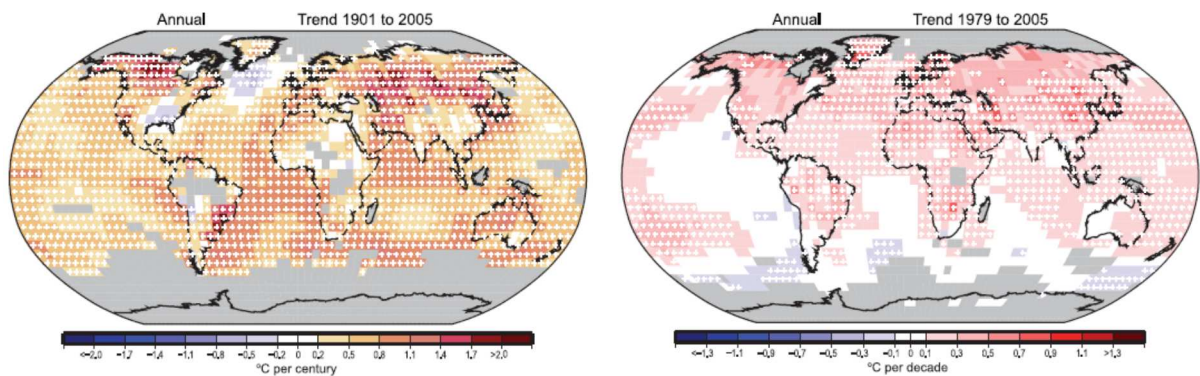 Annual Trend 1901 to 2005
<-2.0 -1.7 -1.4 -1.1 -0.8 -0.5 -0.2 0 0.2 0.5 0.8 1.1 1.4 1.7 >2.0
°C per century
Annual Trend 1979 to 2005
<-1.3 -1.1 -0.9 -0.7 -0.5 -0.3 -0.1 0 0.1 0.3 0.5 0.7 0.9 1.1 >1.3
°C per decade